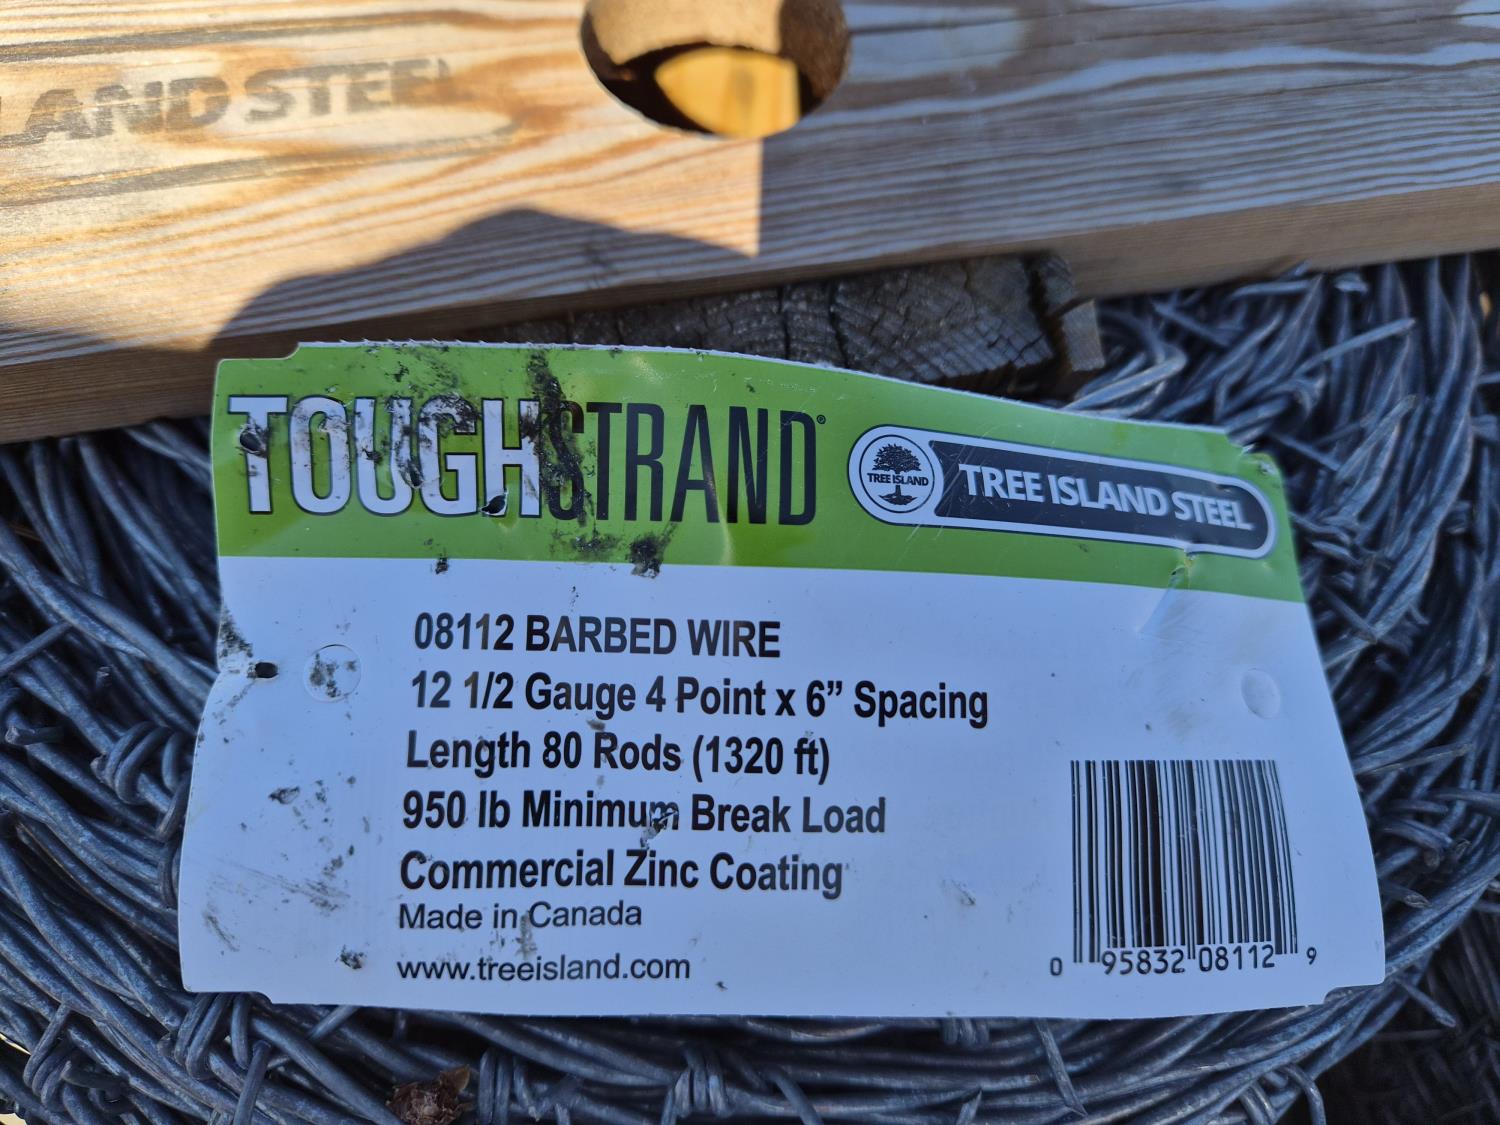 LAND STEEL
TOUGHSTRAND®
TREE ISLAND
TREE ISLAND STEEL
08112 BARBED WIRE
12 1/2 Gauge 4 Point x 6” Spacing
Length 80 Rods (1320 ft)
950 lb Minimum Break Load
Commercial Zinc Coating
Made in Canada
www.treeisland.com
0 95832 08112 9